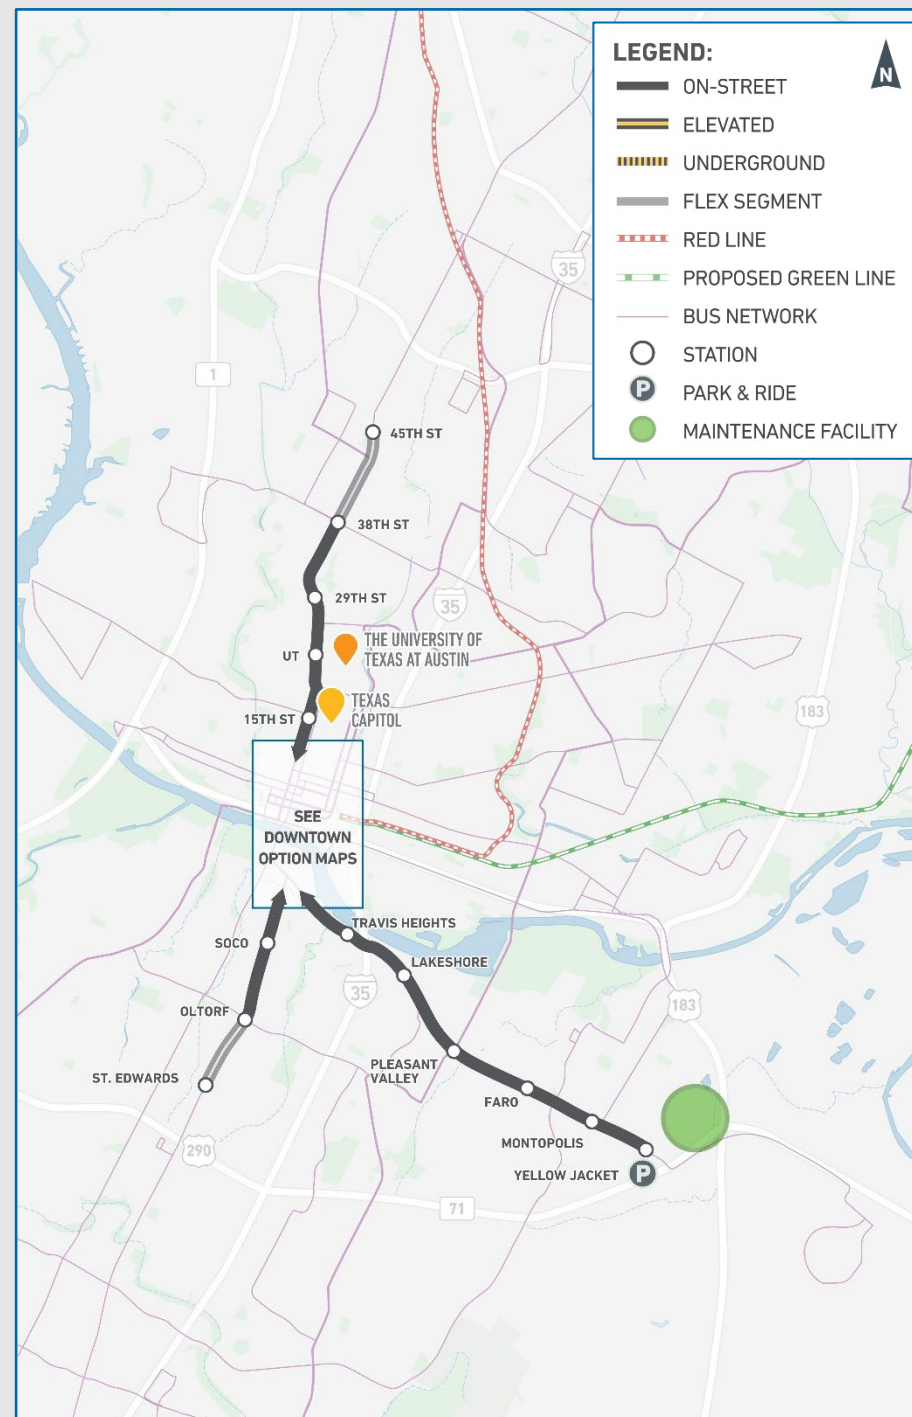 LEGEND:
N
ON-STREET
ELEVATED
UNDERGROUND
FLEX SEGMENT
RED LINE
PROPOSED GREEN LINE
BUS NETWORK
STATION
P PARK & RIDE
MAINTENANCE FACILITY
35
1
45TH ST
38TH ST
29TH ST
35
UT
THE UNIVERSITY OF
TEXAS AT AUSTIN
15TH ST
TEXAS
CAPITOL
183
SEE
DOWNTOWN
OPTION MAPS
TRAVIS HEIGHTS
SOCO
LAKESHORE
35
183
OLTORF
PLEASANT
VALLEY
ST. EDWARDS
FARO
MONTOPOLIS
290
YELLOW JACKET
P
71